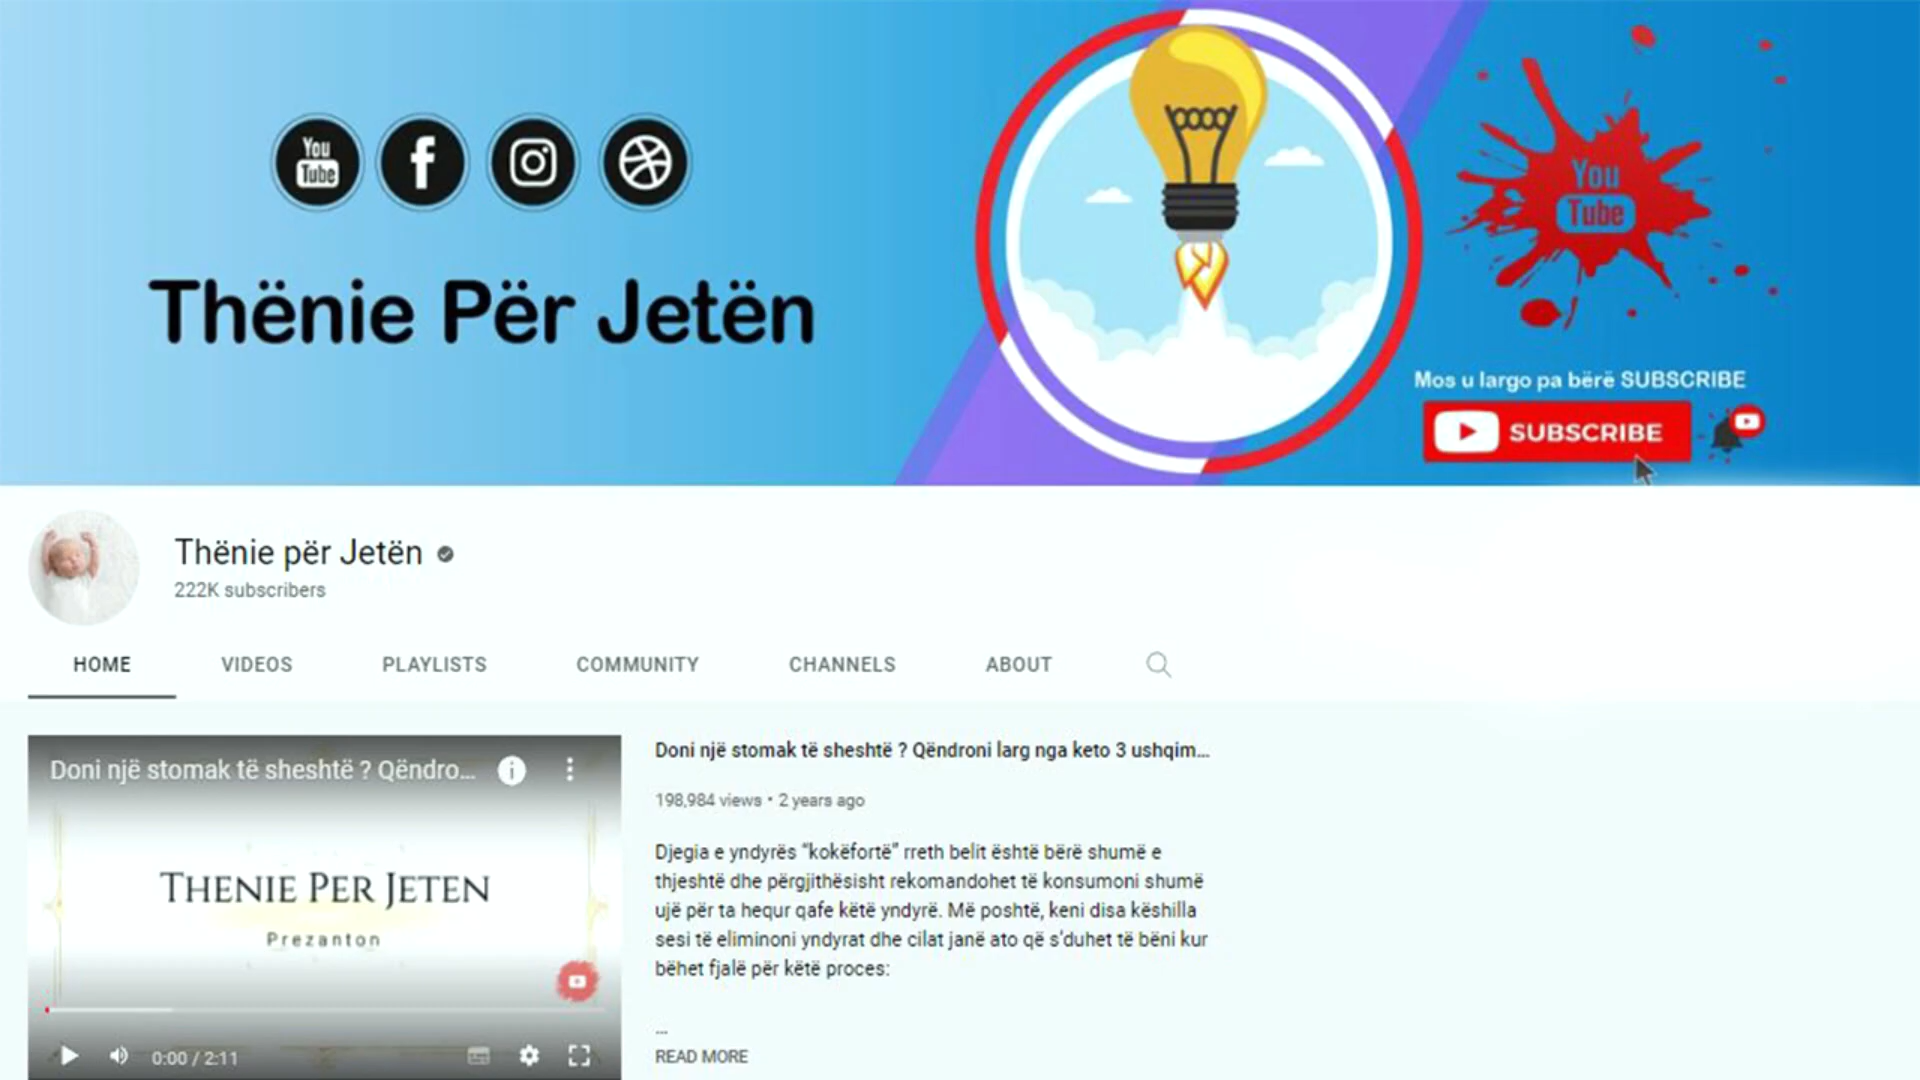 You
Tube
Thënie Për Jetën
You
Tube
Mos u largo pa bërë SUBSCRIBE
SUBSCRIBE
Thënie për Jetën
222K subscribers
HOME VIDEOS PLAYLISTS COMMUNITY CHANNELS ABOUT
Doni një stomak të sheshtë ? Qëndro...
THENIE PER JETEN
Prezanton
0:00 / 2:11
Doni një stomak të sheshtë ? Qëndroni larg nga keto 3 ushqim...
198,984 views • 2 years ago
Djegia e yndyrës “kokëfortë” rreth belit është bërë shumë e
thjeshtë dhe përgjithësisht rekomandohet të konsumoni shumë
ujë për ta hequr qafe këtë yndyrë. Më poshtë, keni disa këshilla
sesi të eliminoni yndyrat dhe cilat janë ato që s'duhet të bëni kur
bëhet fjalë për këtë proces:
...
READ MORE